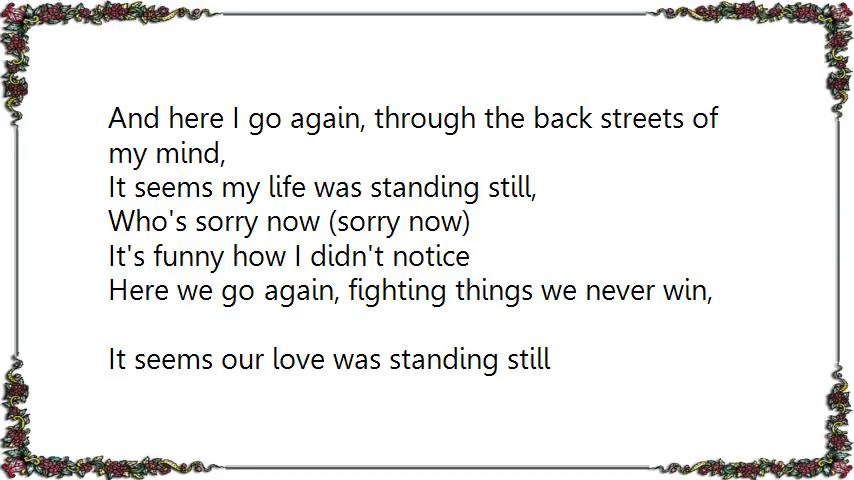 And here I go again, through the back streets of
my mind,
It seems my life was standing still,
Who's sorry now (sorry now)
It's funny how I didn't notice
Here we go again, fighting things we never win,
It seems our love was standing still